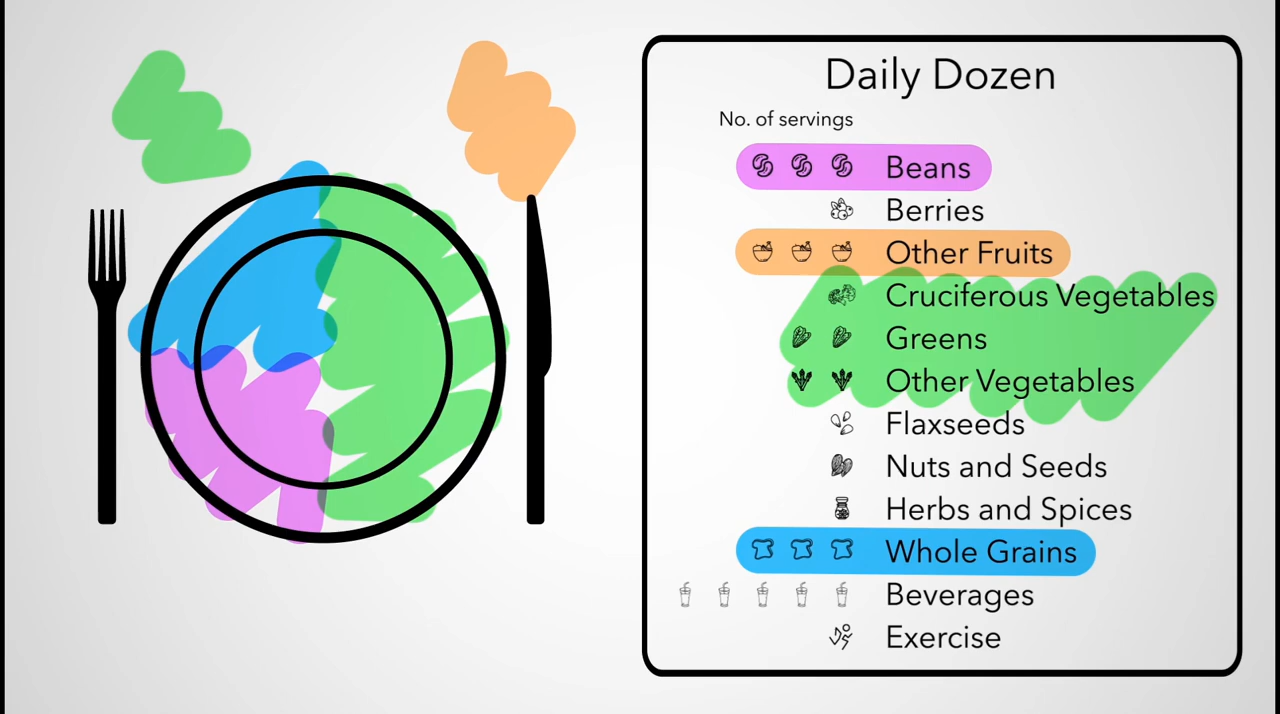 Daily Dozen
No. of servings
Beans
Berries
Other Fruits
Cruciferous Vegetables
Greens
Other Vegetables
Flaxseeds
Nuts and Seeds
Herbs and Spices
Whole Grains
Beverages
Exercise